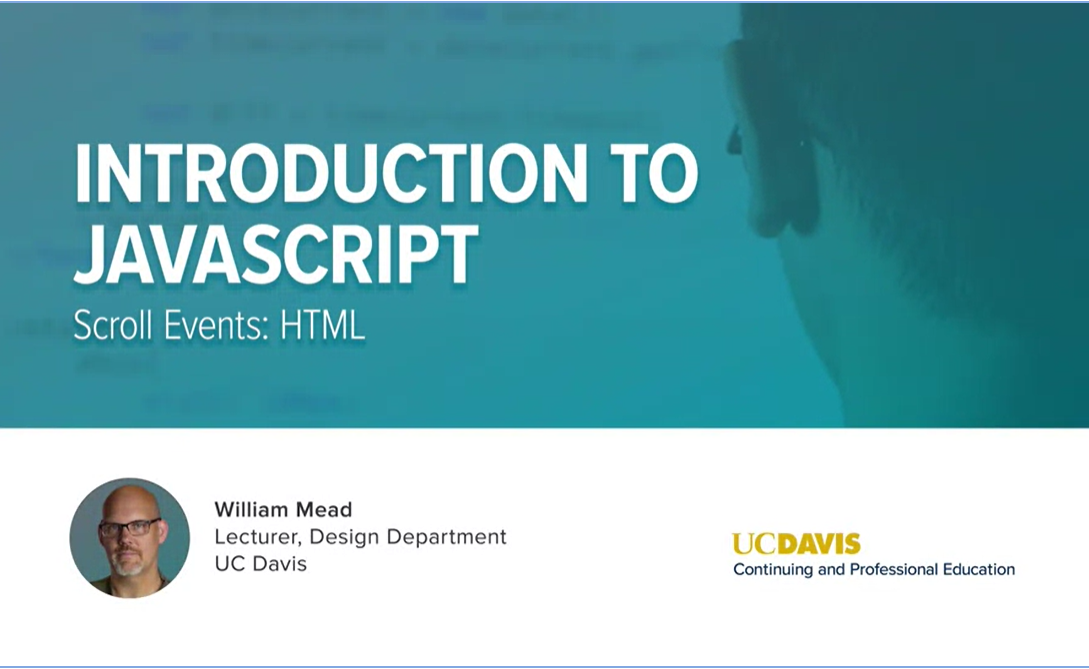 INTRODUCTION TO
JAVASCRIPT
Scroll Events: HTML
William Mead
Lecturer, Design Department
UC Davis
UCDAVIS
Continuing and Professional Education